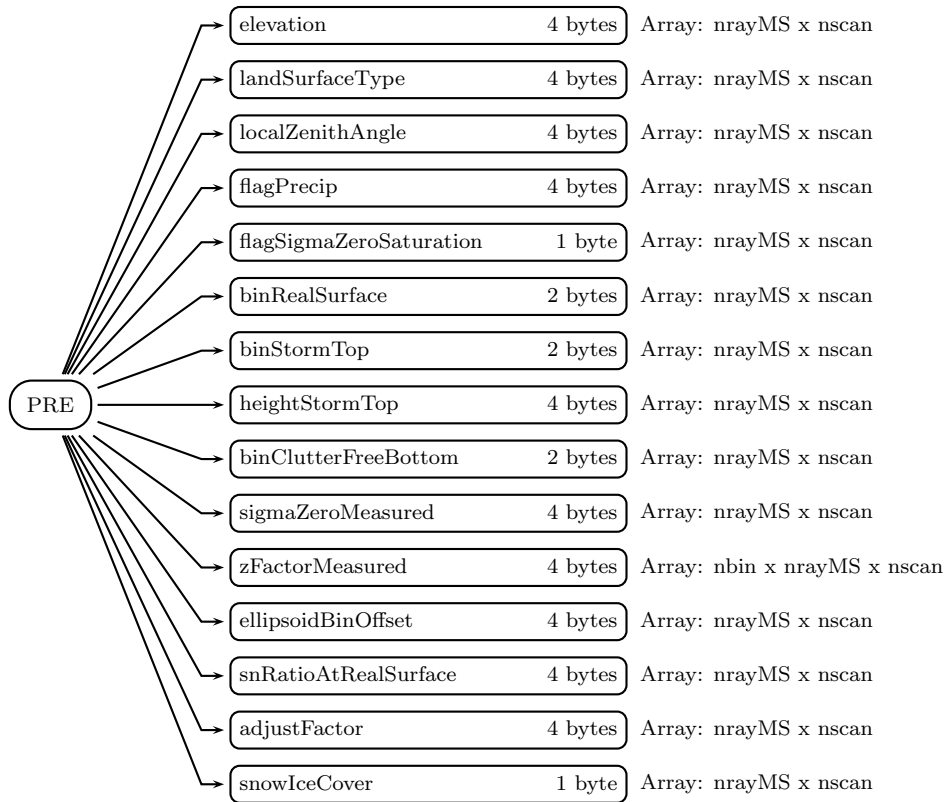 elevation 4 bytes Array: nrayMS x nscan
landSurfaceType 4 bytes Array: nrayMS x nscan
localZenithAngle 4 bytes Array: nrayMS x nscan
flagPrecip 4 bytes Array: nrayMS x nscan
flagSigmaZeroSaturation 1 byte Array: nrayMS x nscan
binRealSurface 2 bytes Array: nrayMS x nscan
binStormTop 2 bytes Array: nrayMS x nscan
PRE heightStormTop 4 bytes Array: nrayMS x nscan
binClutterFreeBottom 2 bytes Array: nrayMS x nscan
sigmaZeroMeasured 4 bytes Array: nrayMS x nscan
zFactorMeasured 4 bytes Array: nbin x nrayMS x nscan
ellipsoidBinOffset 4 bytes Array: nrayMS x nscan
snRatioAtRealSurface 4 bytes Array: nrayMS x nscan
adjustFactor 4 bytes Array: nrayMS x nscan
snowIceCover 1 byte Array: nrayMS x nscan